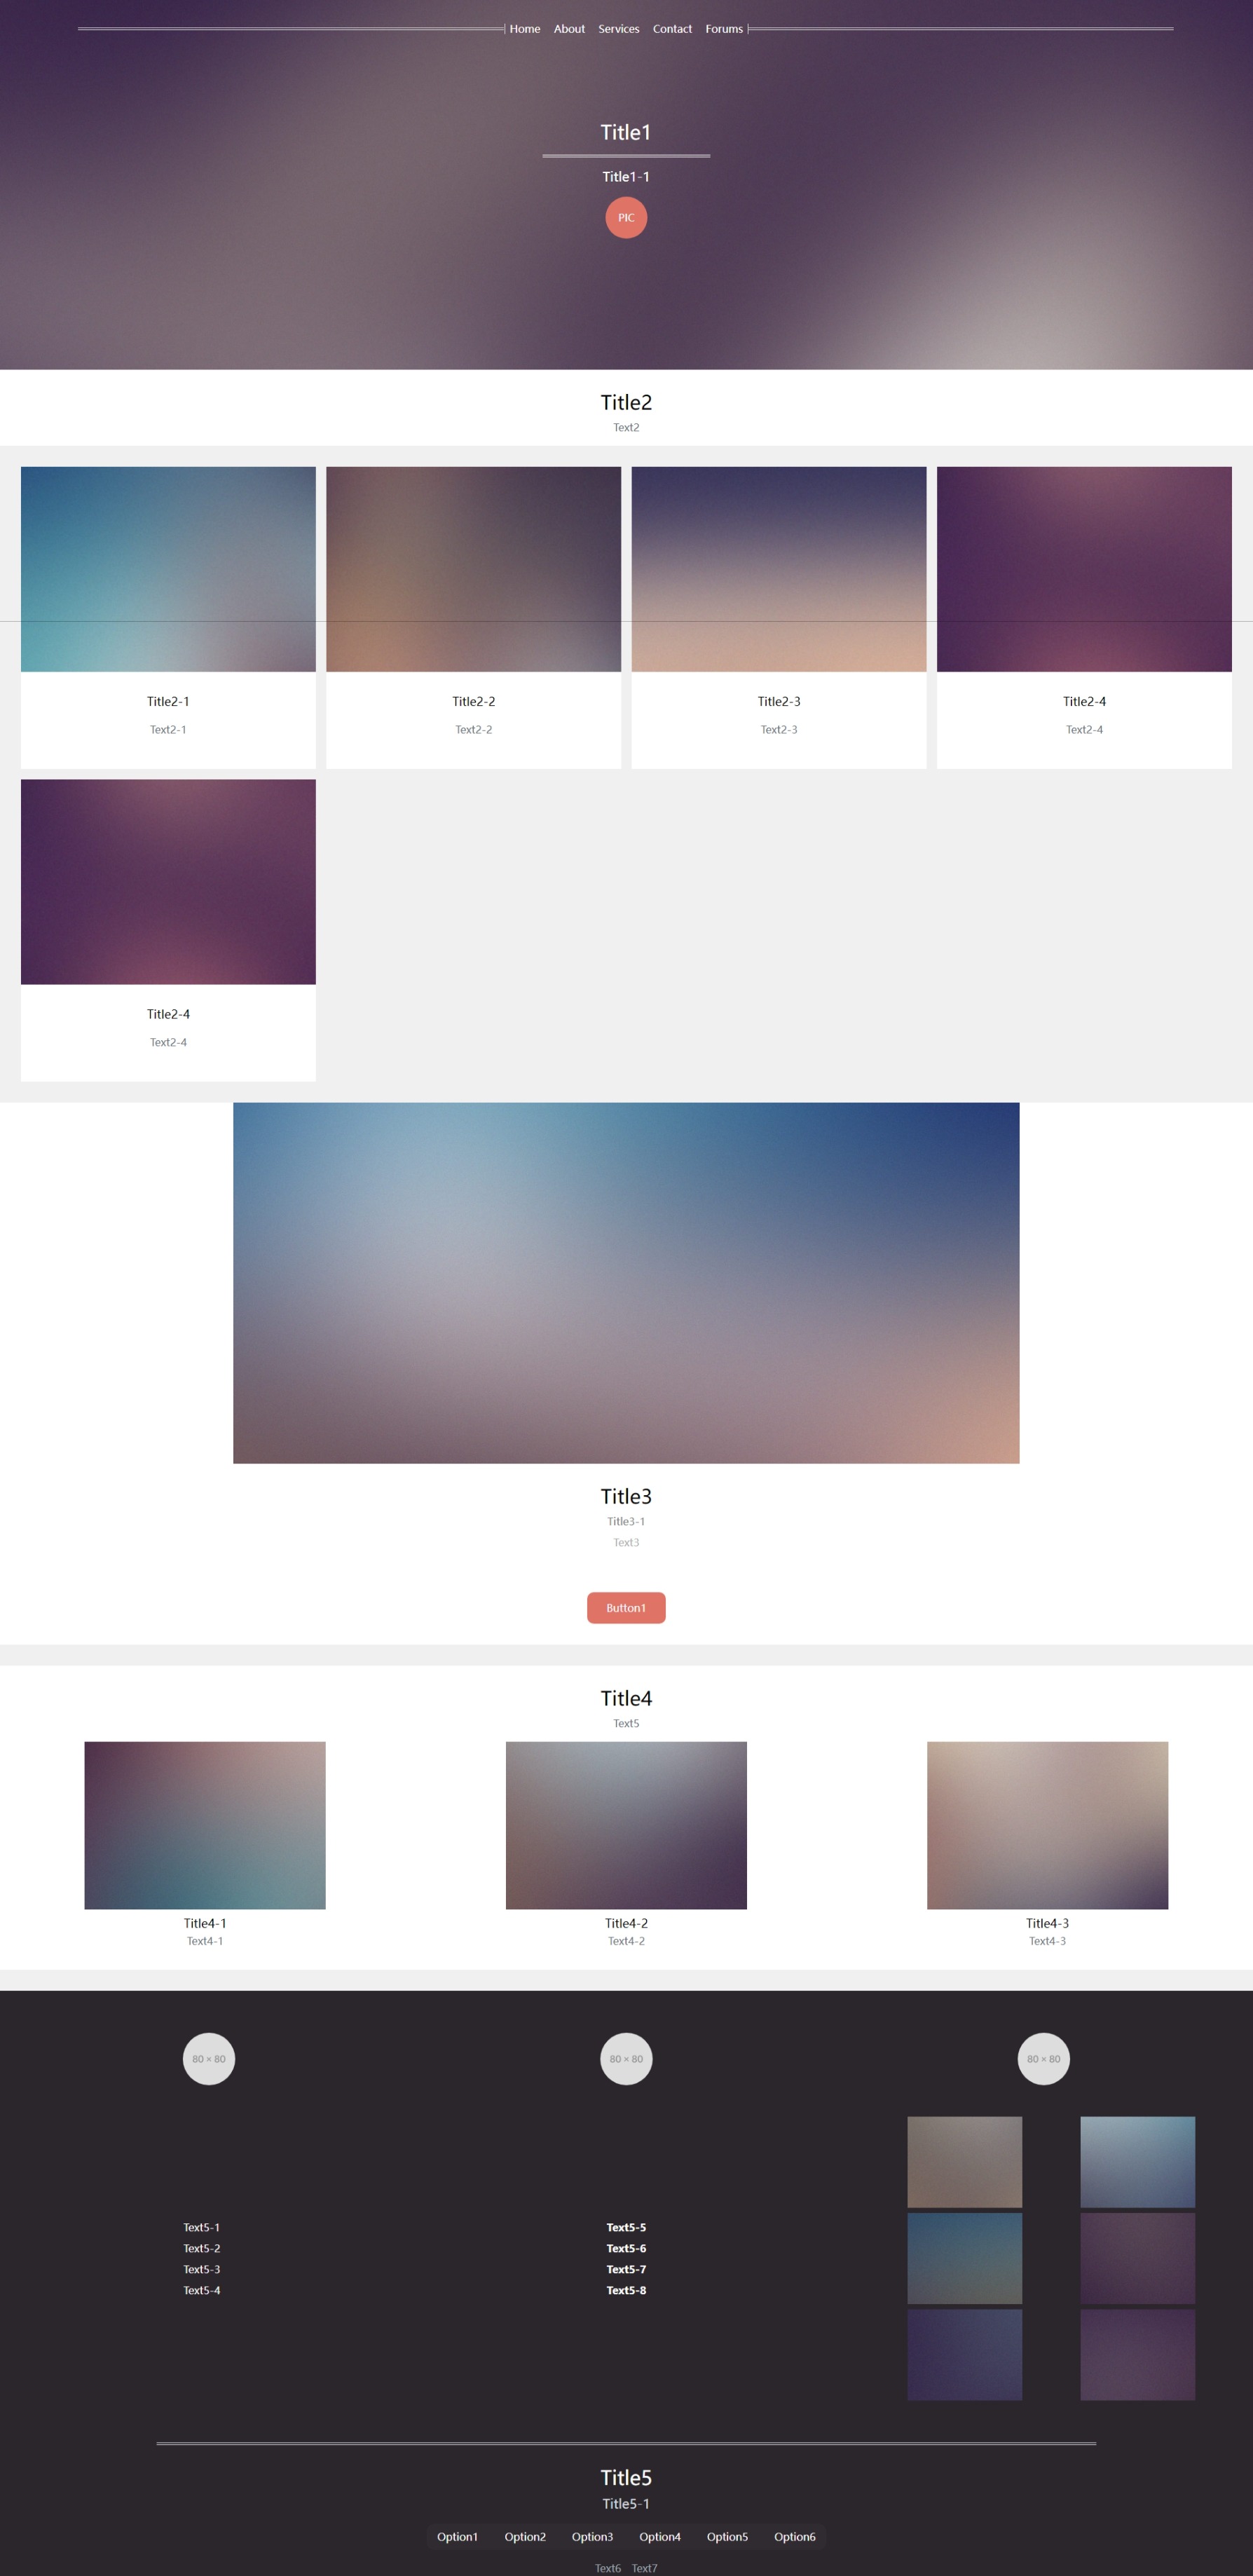 Home About Services Contact Forums
Title1
Title1-1
PIC
Title2
Text2
Title2-1 Title2-2 Title2-3 Title2-4
Text2-1 Text2-2 Text2-3 Text2-4
Title2-4
Text2-4
Title3
Title3-1
Text3
Button1
Title4
Text5
Title4-1 Title4-2 Title4-3
Text4-1 Text4-2 Text4-3
80 × 80 80 × 80 80 × 80
Text5-1 Text5-5
Text5-2 Text5-6
Text5-3 Text5-7
Text5-4 Text5-8
Title5
Title5-1
Option1 Option2 Option3 Option4 Option5 Option6
Text6 Text7